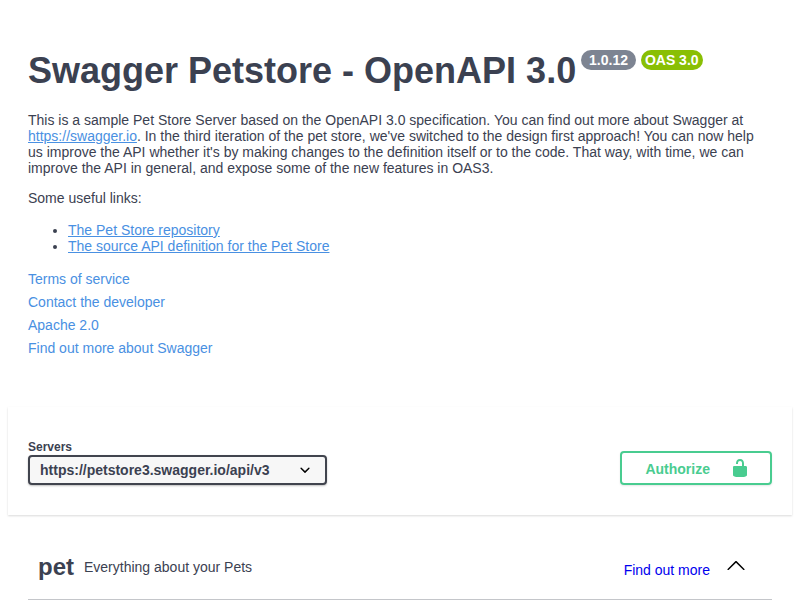 Swagger Petstore - OpenAPI 3.0 1.0.12 OAS 3.0
This is a sample Pet Store Server based on the OpenAPI 3.0 specification. You can find out more about Swagger at
https://swagger.io. In the third iteration of the pet store, we've switched to the design first approach! You can now help
us improve the API whether it's by making changes to the definition itself or to the code. That way, with time, we can
improve the API in general, and expose some of the new features in OAS3.
Some useful links:
• The Pet Store repository
• The source API definition for the Pet Store
Terms of service
Contact the developer
Apache 2.0
Find out more about Swagger
Servers
https://petstore3.swagger.io/api/v3
Authorize
pet Everything about your Pets Find out more